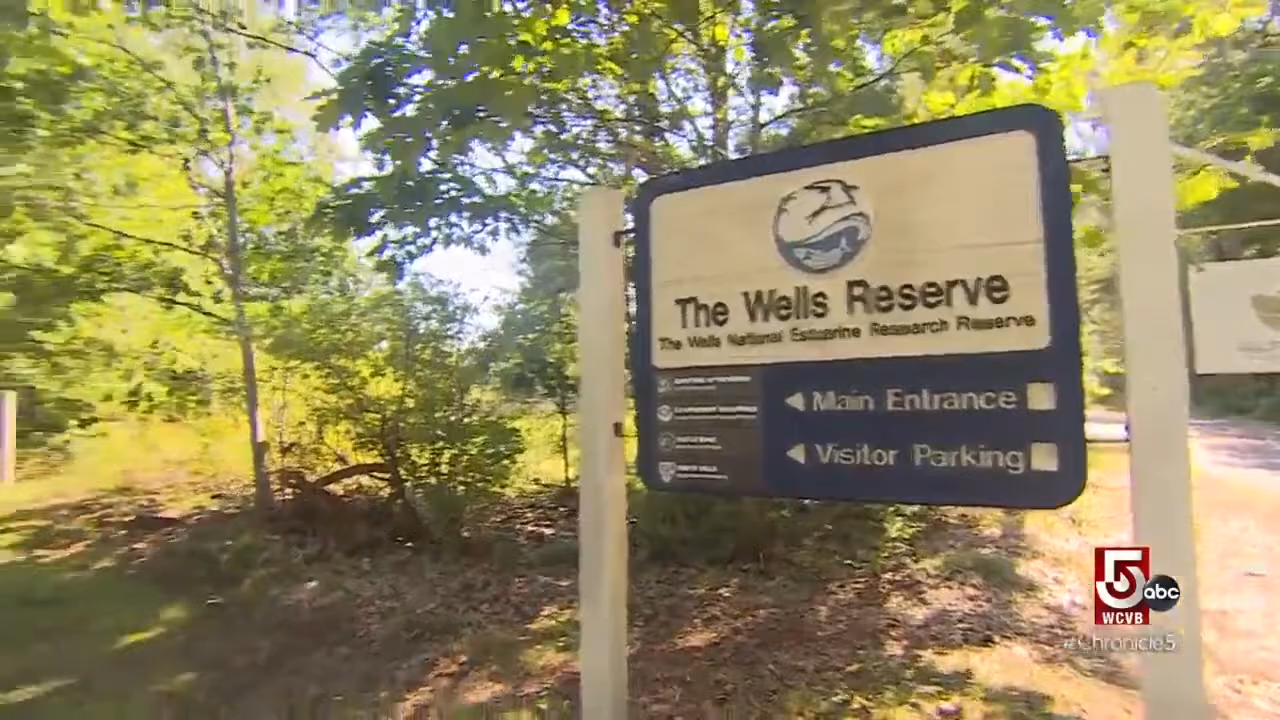 The Wells Reserve
The Wells National Estuarine Research Reserve
Main Entrance
Visitor Parking
5
abc
WCVB
#Chronicle5